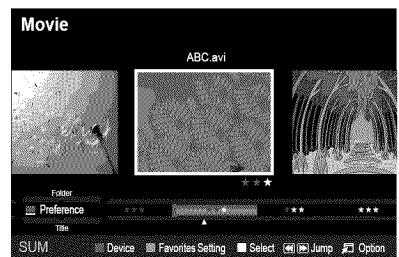 Movie
ABC.avi
Folder
Preference
Title
SUM Device Favorites Setting Select Jump Option